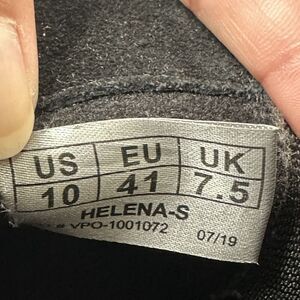 US EU UK
10 41 7.5
HELENA-S
# VPO-1001072 07/19